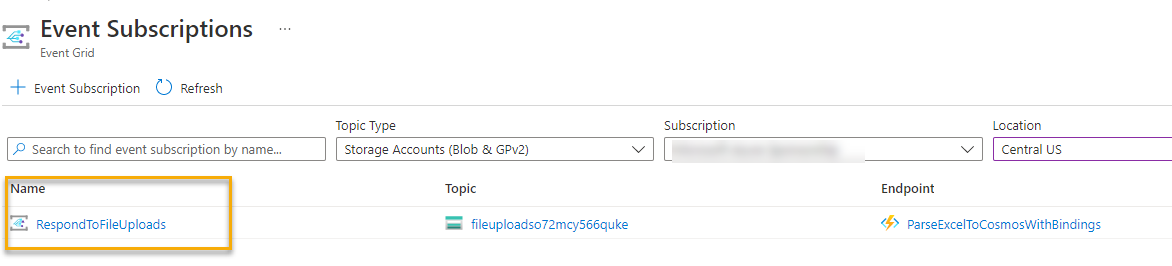 Event Subscriptions ...
Event Grid
+ Event Subscription Refresh
Topic Type Subscription Location
Search to find event subscription by name... Storage Accounts (Blob & GPv2) Central US
Name Topic Endpoint
RespondToFileUploads fileuploadso72mcy566quke ParseExcelToCosmosWithBindings